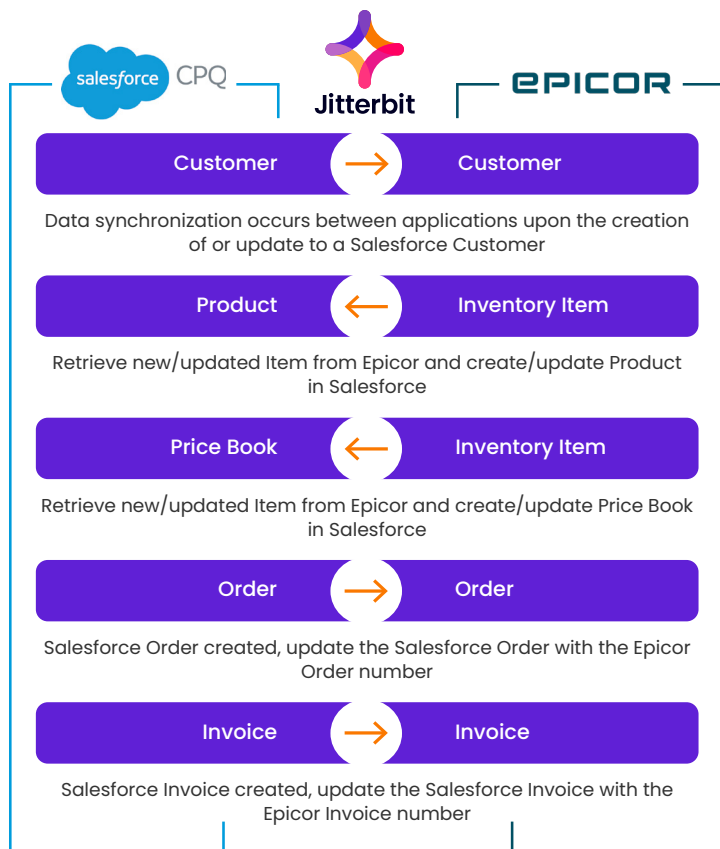 salesforce CPQ
Jitterbit
EPICOR
Customer Customer
Data synchronization occurs between applications upon the creation
of or update to a Salesforce Customer
Product Inventory Item
Retrieve new/updated Item from Epicor and create/update Product
in Salesforce
Price Book Inventory Item
Retrieve new/updated Item from Epicor and create/update Price Book
in Salesforce
Order Order
Salesforce Order created, update the Salesforce Order with the Epicor
Order number
Invoice Invoice
Salesforce Invoice created, update the Salesforce Invoice with the
Epicor Invoice number